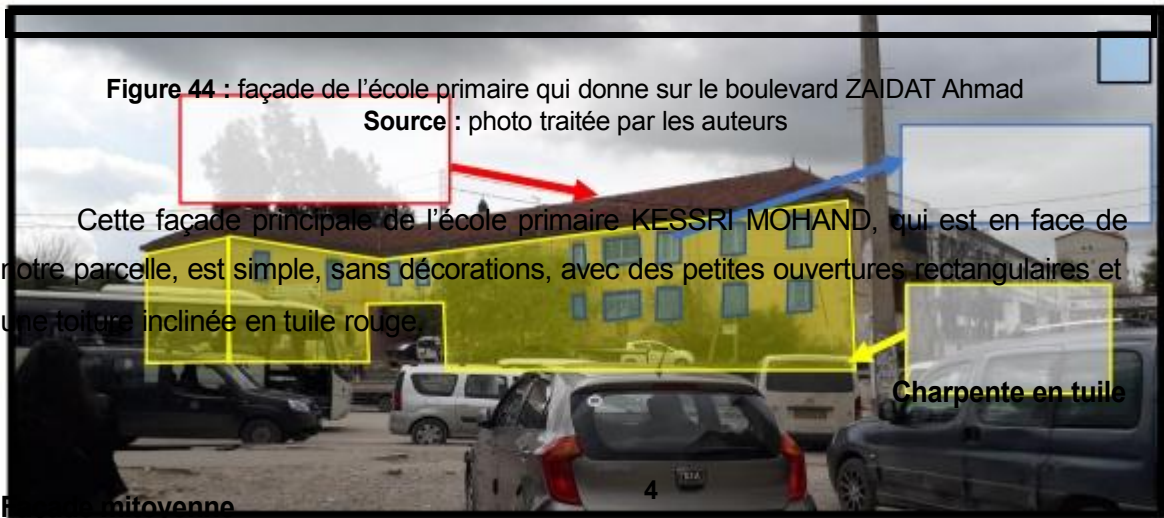 Figure 44 : façade de l’école primaire qui donne sur le boulevard ZAIDAT Ahmad
Source : photo traitée par les auteurs
Cette façade principale de l’école primaire KESSRI MOHAND, qui est en face de
notre parcelle, est simple, sans décorations, avec des petites ouvertures rectangulaires et
une toiture inclinée en tuile rouge.
Charpente en tuile
4
mitoyenne